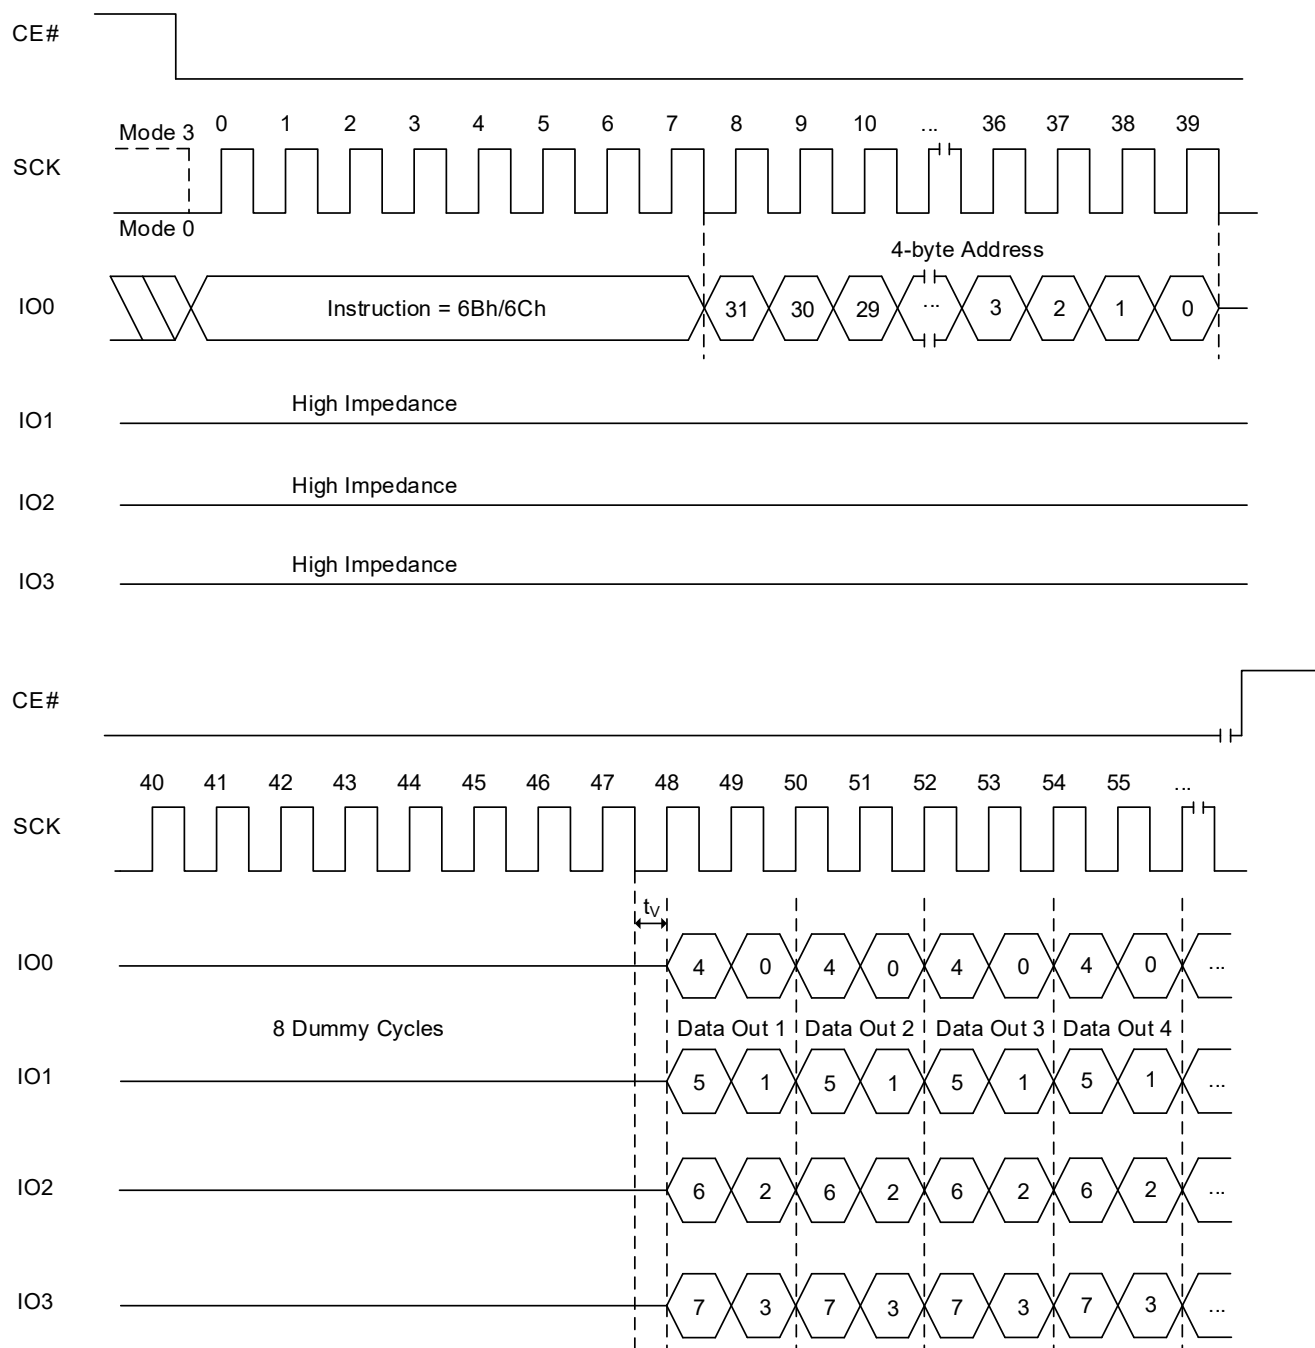 CE#
Mode 3 0 1 2 3 4 5 6 7 8 9 10 ... 36 37 38 39
SCK
Mode 0
4-byte Address
IO0 Instruction = 6Bh/6Ch 31 30 29 ... 3 2 1 0
High Impedance
IO1
High Impedance
IO2
High Impedance
IO3
CE#
40 41 42 43 44 45 46 47 48 49 50 51 52 53 54 55 ...
SCK
tV
IO0 4 0 4 0 4 0 4 0 ...
8 Dummy Cycles Data Out 1 Data Out 2 Data Out 3 Data Out 4
IO1 5 1 5 1 5 1 5 1 ...
IO2 6 2 6 2 6 2 6 2 ...
IO3 7 3 7 3 7 3 7 3 ...